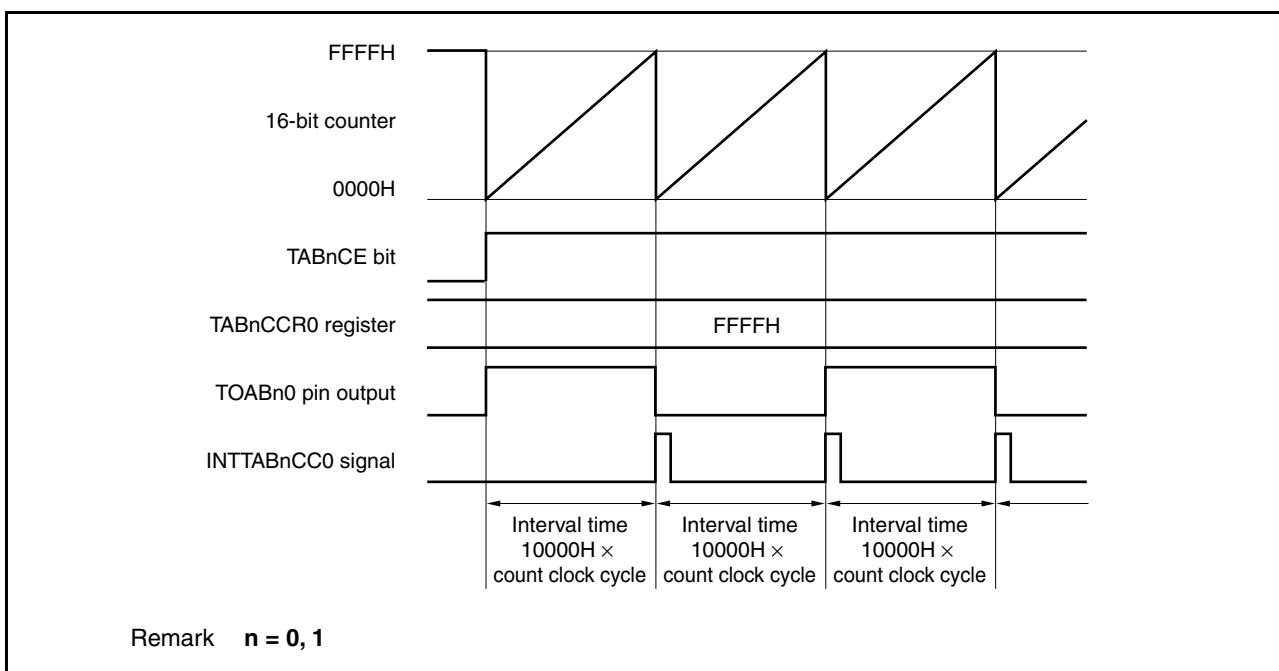 FFFFH
16-bit counter
0000H
TABnCE bit
TABnCCR0 register
FFFFH
TOABn0 pin output
INTTABnCC0 signal
Interval time
10000H ×
count clock cycle
Interval time
10000H ×
count clock cycle
Interval time
10000H ×
count clock cycle
Remark n = 0, 1